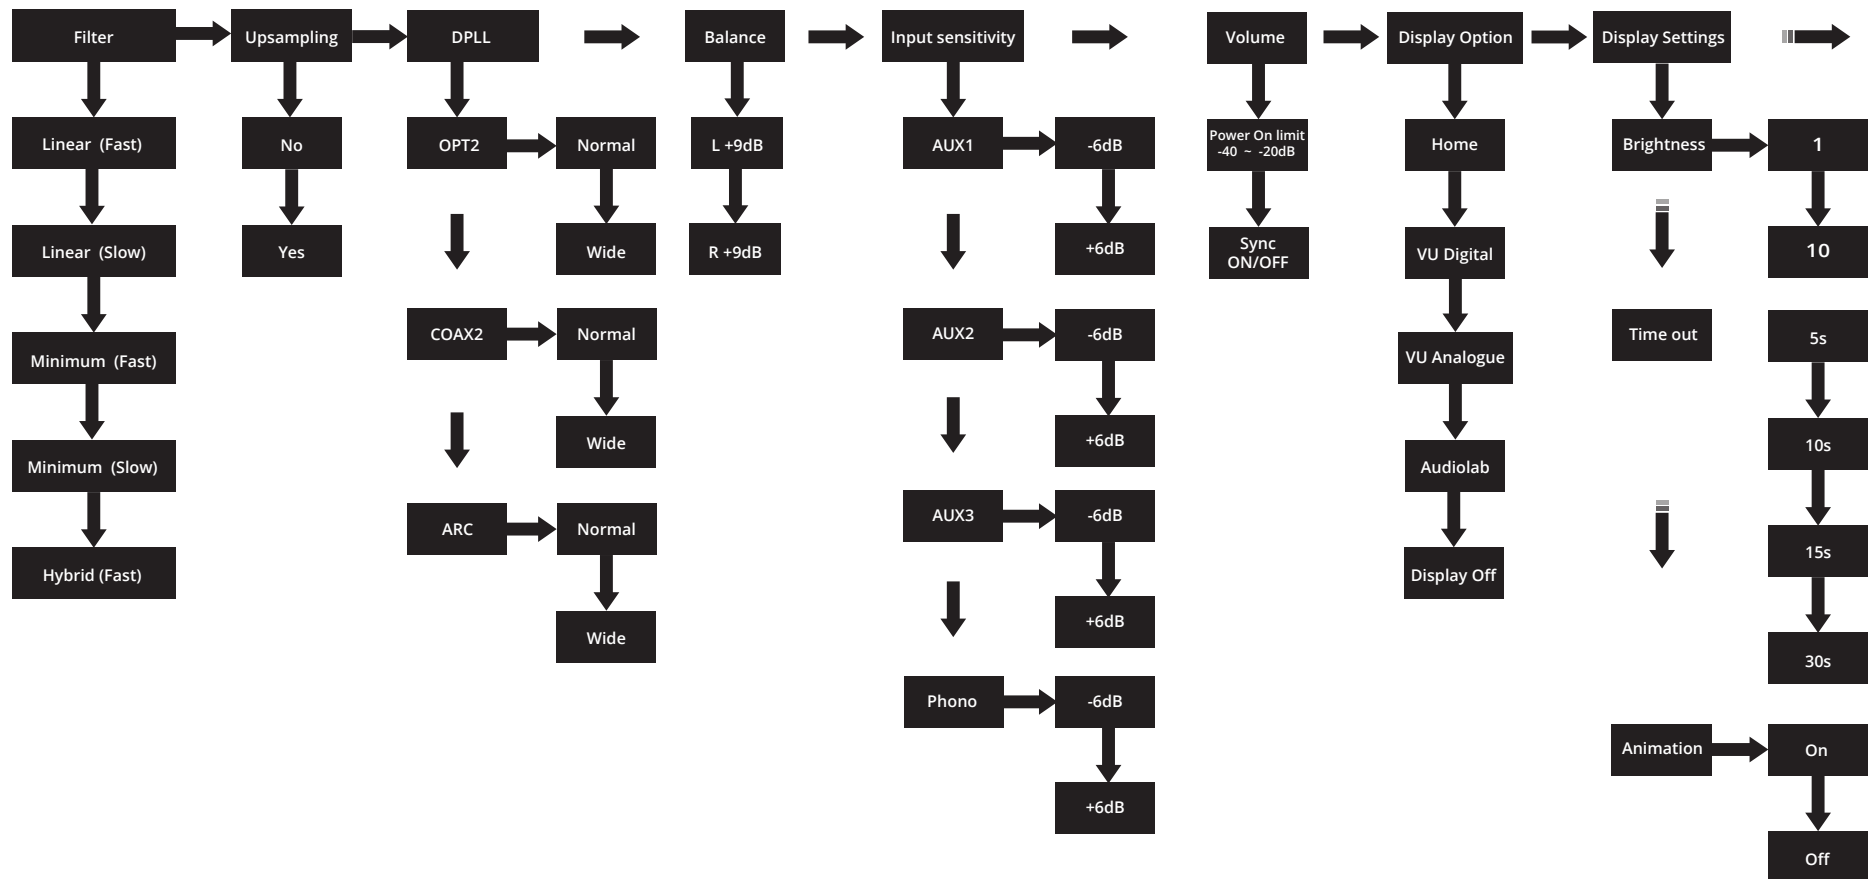 Filter
Upsampling
DPLL
Balance
Input sensitivity
Volume
Display Option
Display Settings
Linear (Fast)
Linear (Slow)
Minimum (Fast)
Minimum (Slow)
Hybrid (Fast)
No
Yes
OPT2
Normal
Wide
COAX2
Normal
Wide
ARC
Normal
Wide
L +9dB
R +9dB
AUX1
-6dB
+6dB
AUX2
-6dB
+6dB
AUX3
-6dB
+6dB
Phono
-6dB
+6dB
Power On limit
-40 ~ -20dB
Sync
ON/OFF
Home
VU Digital
VU Analogue
Audiolab
Display Off
Brightness
1
10
Time out
5s
10s
15s
30s
Animation
On
Off